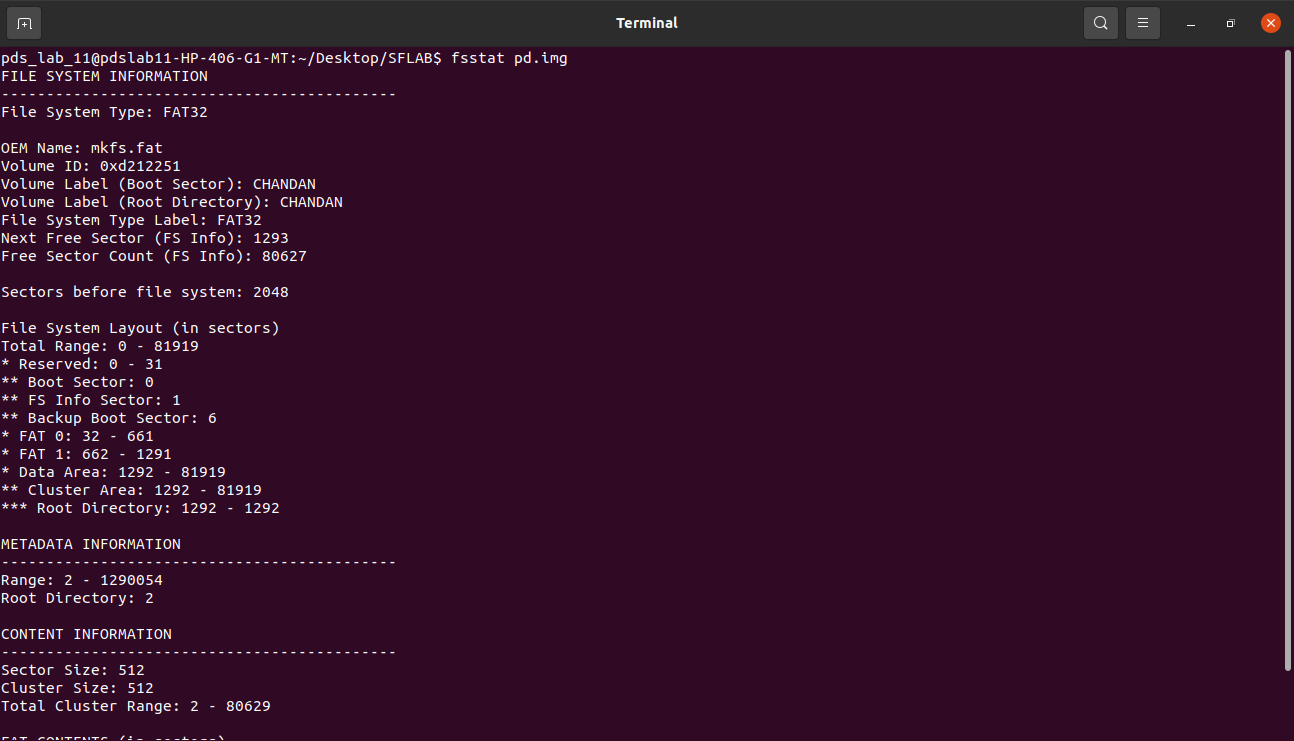 Terminal
pds_lab_11@pdslab11-HP-406-G1-MT:~/Desktop/SFLAB$ fsstat pd.img
FILE SYSTEM INFORMATION
--------------------------------------------
File System Type: FAT32

OEM Name: mkfs.fat
Volume ID: 0xd212251
Volume Label (Boot Sector): CHANDAN
Volume Label (Root Directory): CHANDAN
File System Type Label: FAT32
Next Free Sector (FS Info): 1293
Free Sector Count (FS Info): 80627

Sectors before file system: 2048

File System Layout (in sectors)
Total Range: 0 - 81919
* Reserved: 0 - 31
** Boot Sector: 0
** FS Info Sector: 1
** Backup Boot Sector: 6
* FAT 0: 32 - 661
* FAT 1: 662 - 1291
* Data Area: 1292 - 81919
** Cluster Area: 1292 - 81919
*** Root Directory: 1292 - 1292

METADATA INFORMATION
--------------------------------------------
Range: 2 - 1290054
Root Directory: 2

CONTENT INFORMATION
--------------------------------------------
Sector Size: 512
Cluster Size: 512
Total Cluster Range: 2 - 80629

FAT CONTENTS (in sectors)